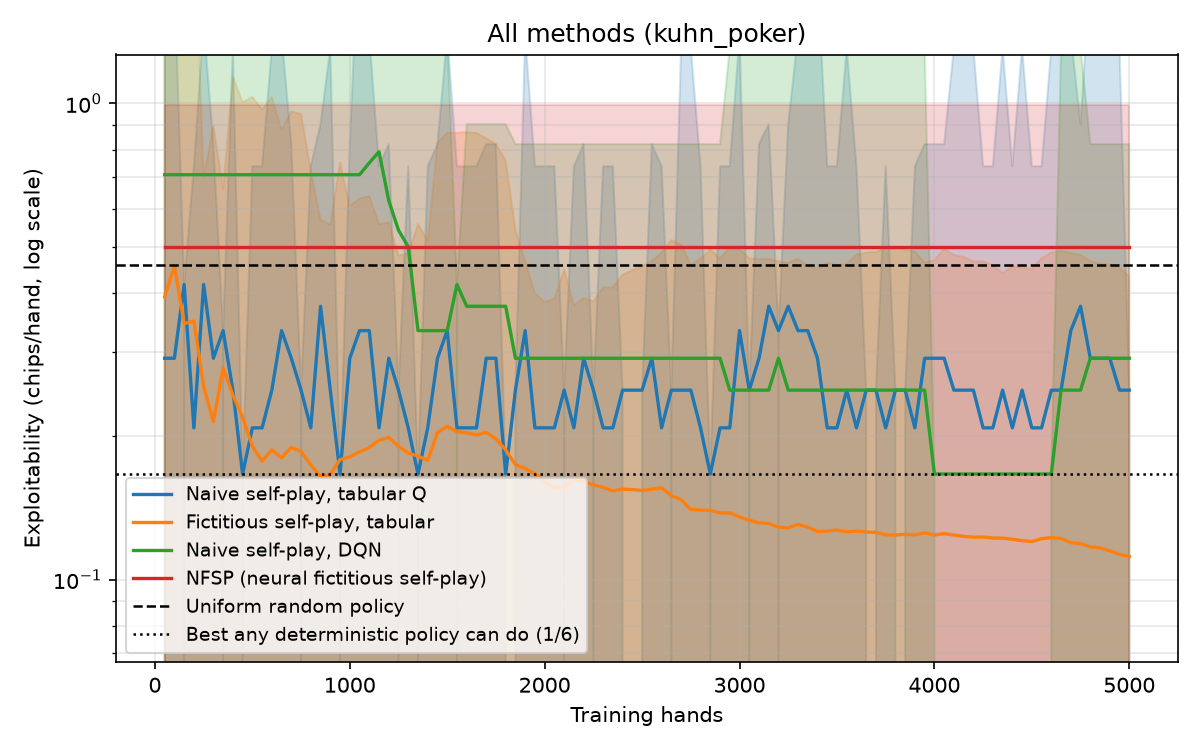 All methods (kuhn_poker)
Exploitability (chips/hand, log scale)
10⁰
10⁻¹
Naive self-play, tabular Q
Fictitious self-play, tabular
Naive self-play, DQN
NFSP (neural fictitious self-play)
Uniform random policy
Best any deterministic policy can do (1/6)
0 1000 2000 3000 4000 5000
Training hands